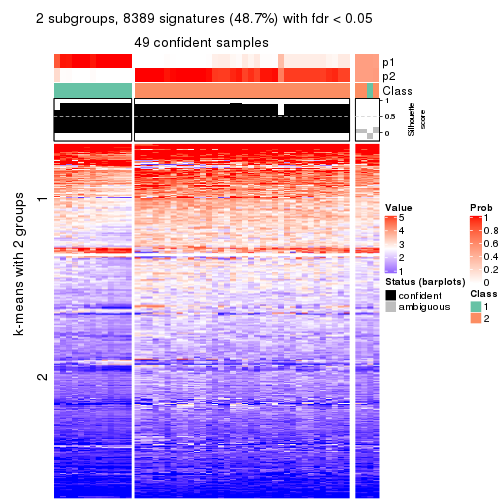 2 subgroups, 8389 signatures (48.7%) with fdr < 0.05
49 confident samples
p1
p2
Class
1
0.5
0
Silhouette
score
k-means with 2 groups
1
2
Value
5
4
3
2
1
Status (barplots)
confident
ambiguous
Prob
1
0.8
0.6
0.4
0.2
0
Class
1
2